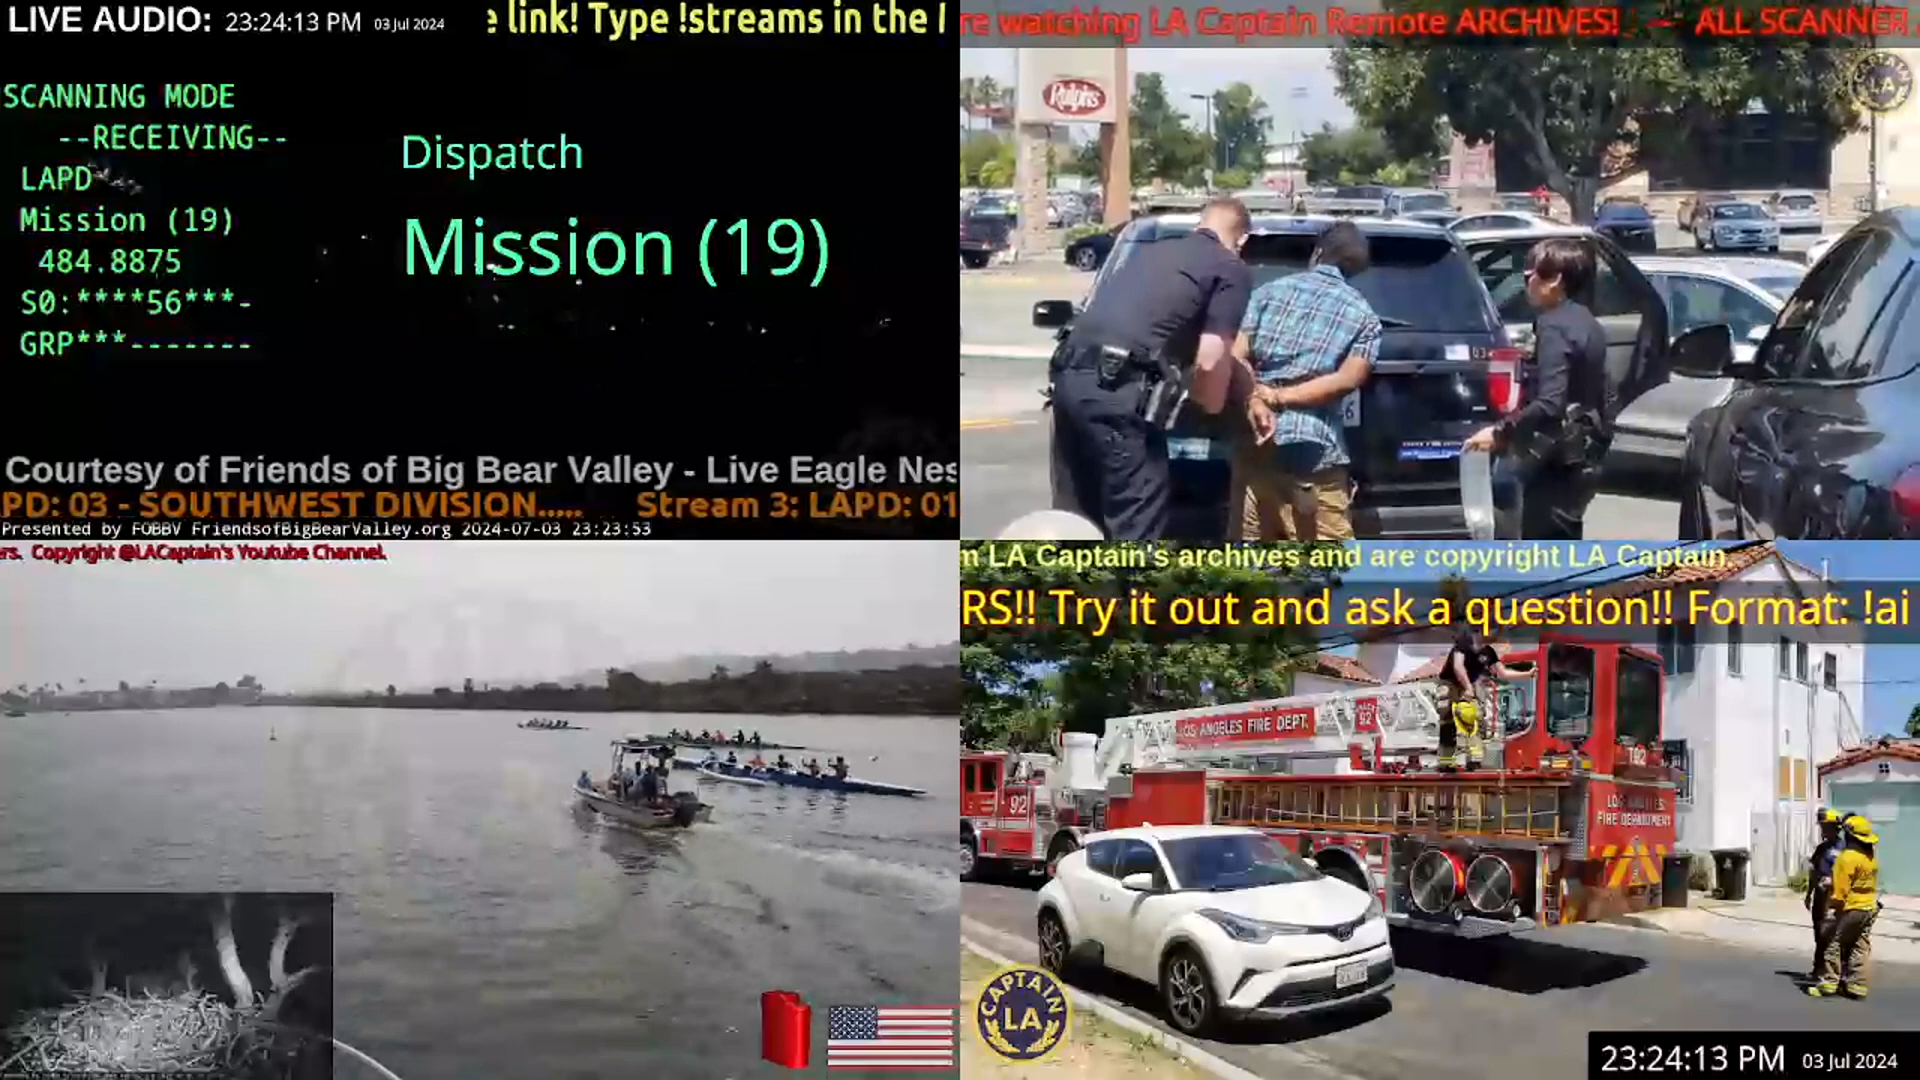 LIVE AUDIO: 23:24:13 PM 03 Jul 2024
e link! Type !streams in the
SCANNING MODE
--RECEIVING--
LAPD
Mission (19)
484.8875
S0:****56***-
GRP***-------
Dispatch
Mission (19)
Courtesy of Friends of Big Bear Valley - Live Eagle Nes
PD: 03 - SOUTHWEST DIVISION..... Stream 3: LAPD: 01
Presented by FOBBV FriendsofBigBearValley.org 2024-07-03 23:23:53
re watching LA Captain Remote ARCHIVES! -- ALL SCANNER
Ralphs
CAPTAIN
LA
ers. Copyright @LACaptain's Youtube Channel.
m LA Captain's archives and are copyright LA Captain.
RS!! Try it out and ask a question!! Format: !ai
LOS ANGELES FIRE DEPT.
92
92
T92
LOS ANGELES
FIRE DEPARTMENT
CAPTAIN
LA
23:24:13 PM 03 Jul 2024